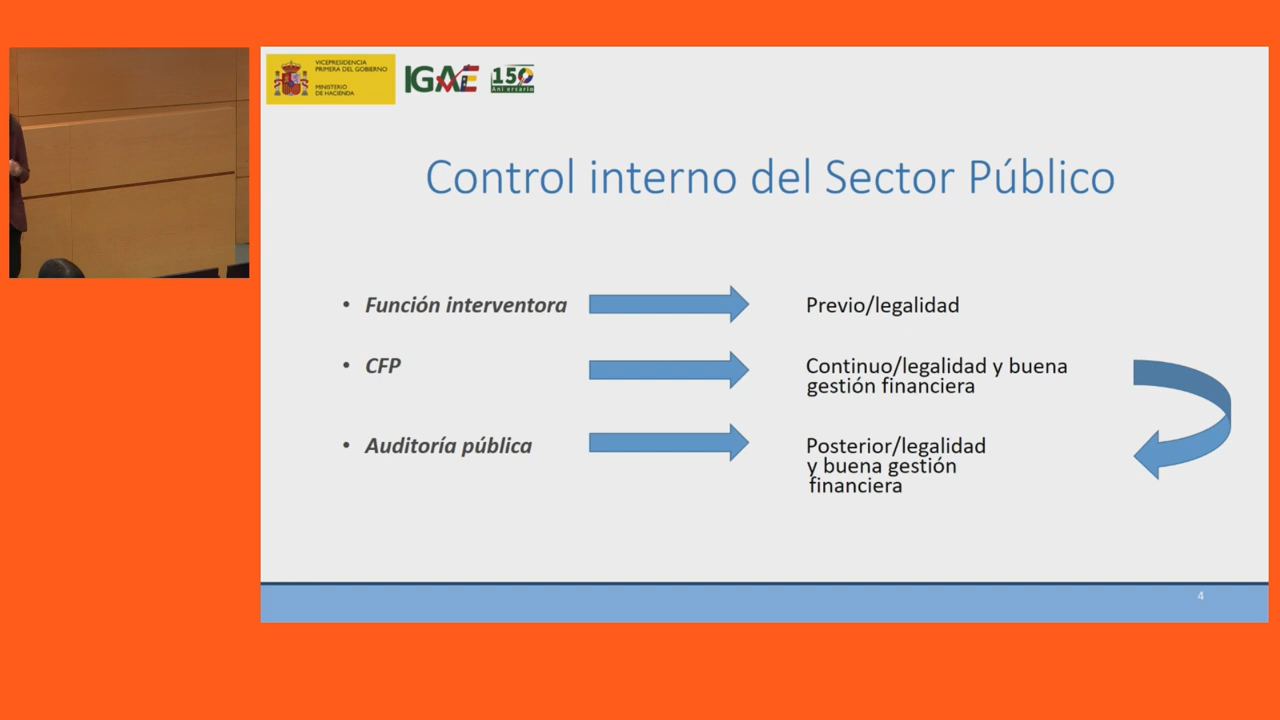 VICEPRESIDENCIA
PRIMERA DEL GOBIERNO
MINISTERIO
DE HACIENDA
IGAE
150
Aniversario
Control interno del Sector Público
• Función interventora
Previo/legalidad
• CFP
Continuo/legalidad y buena
gestión financiera
• Auditoría pública
Posterior/legalidad
y buena gestión
financiera
4